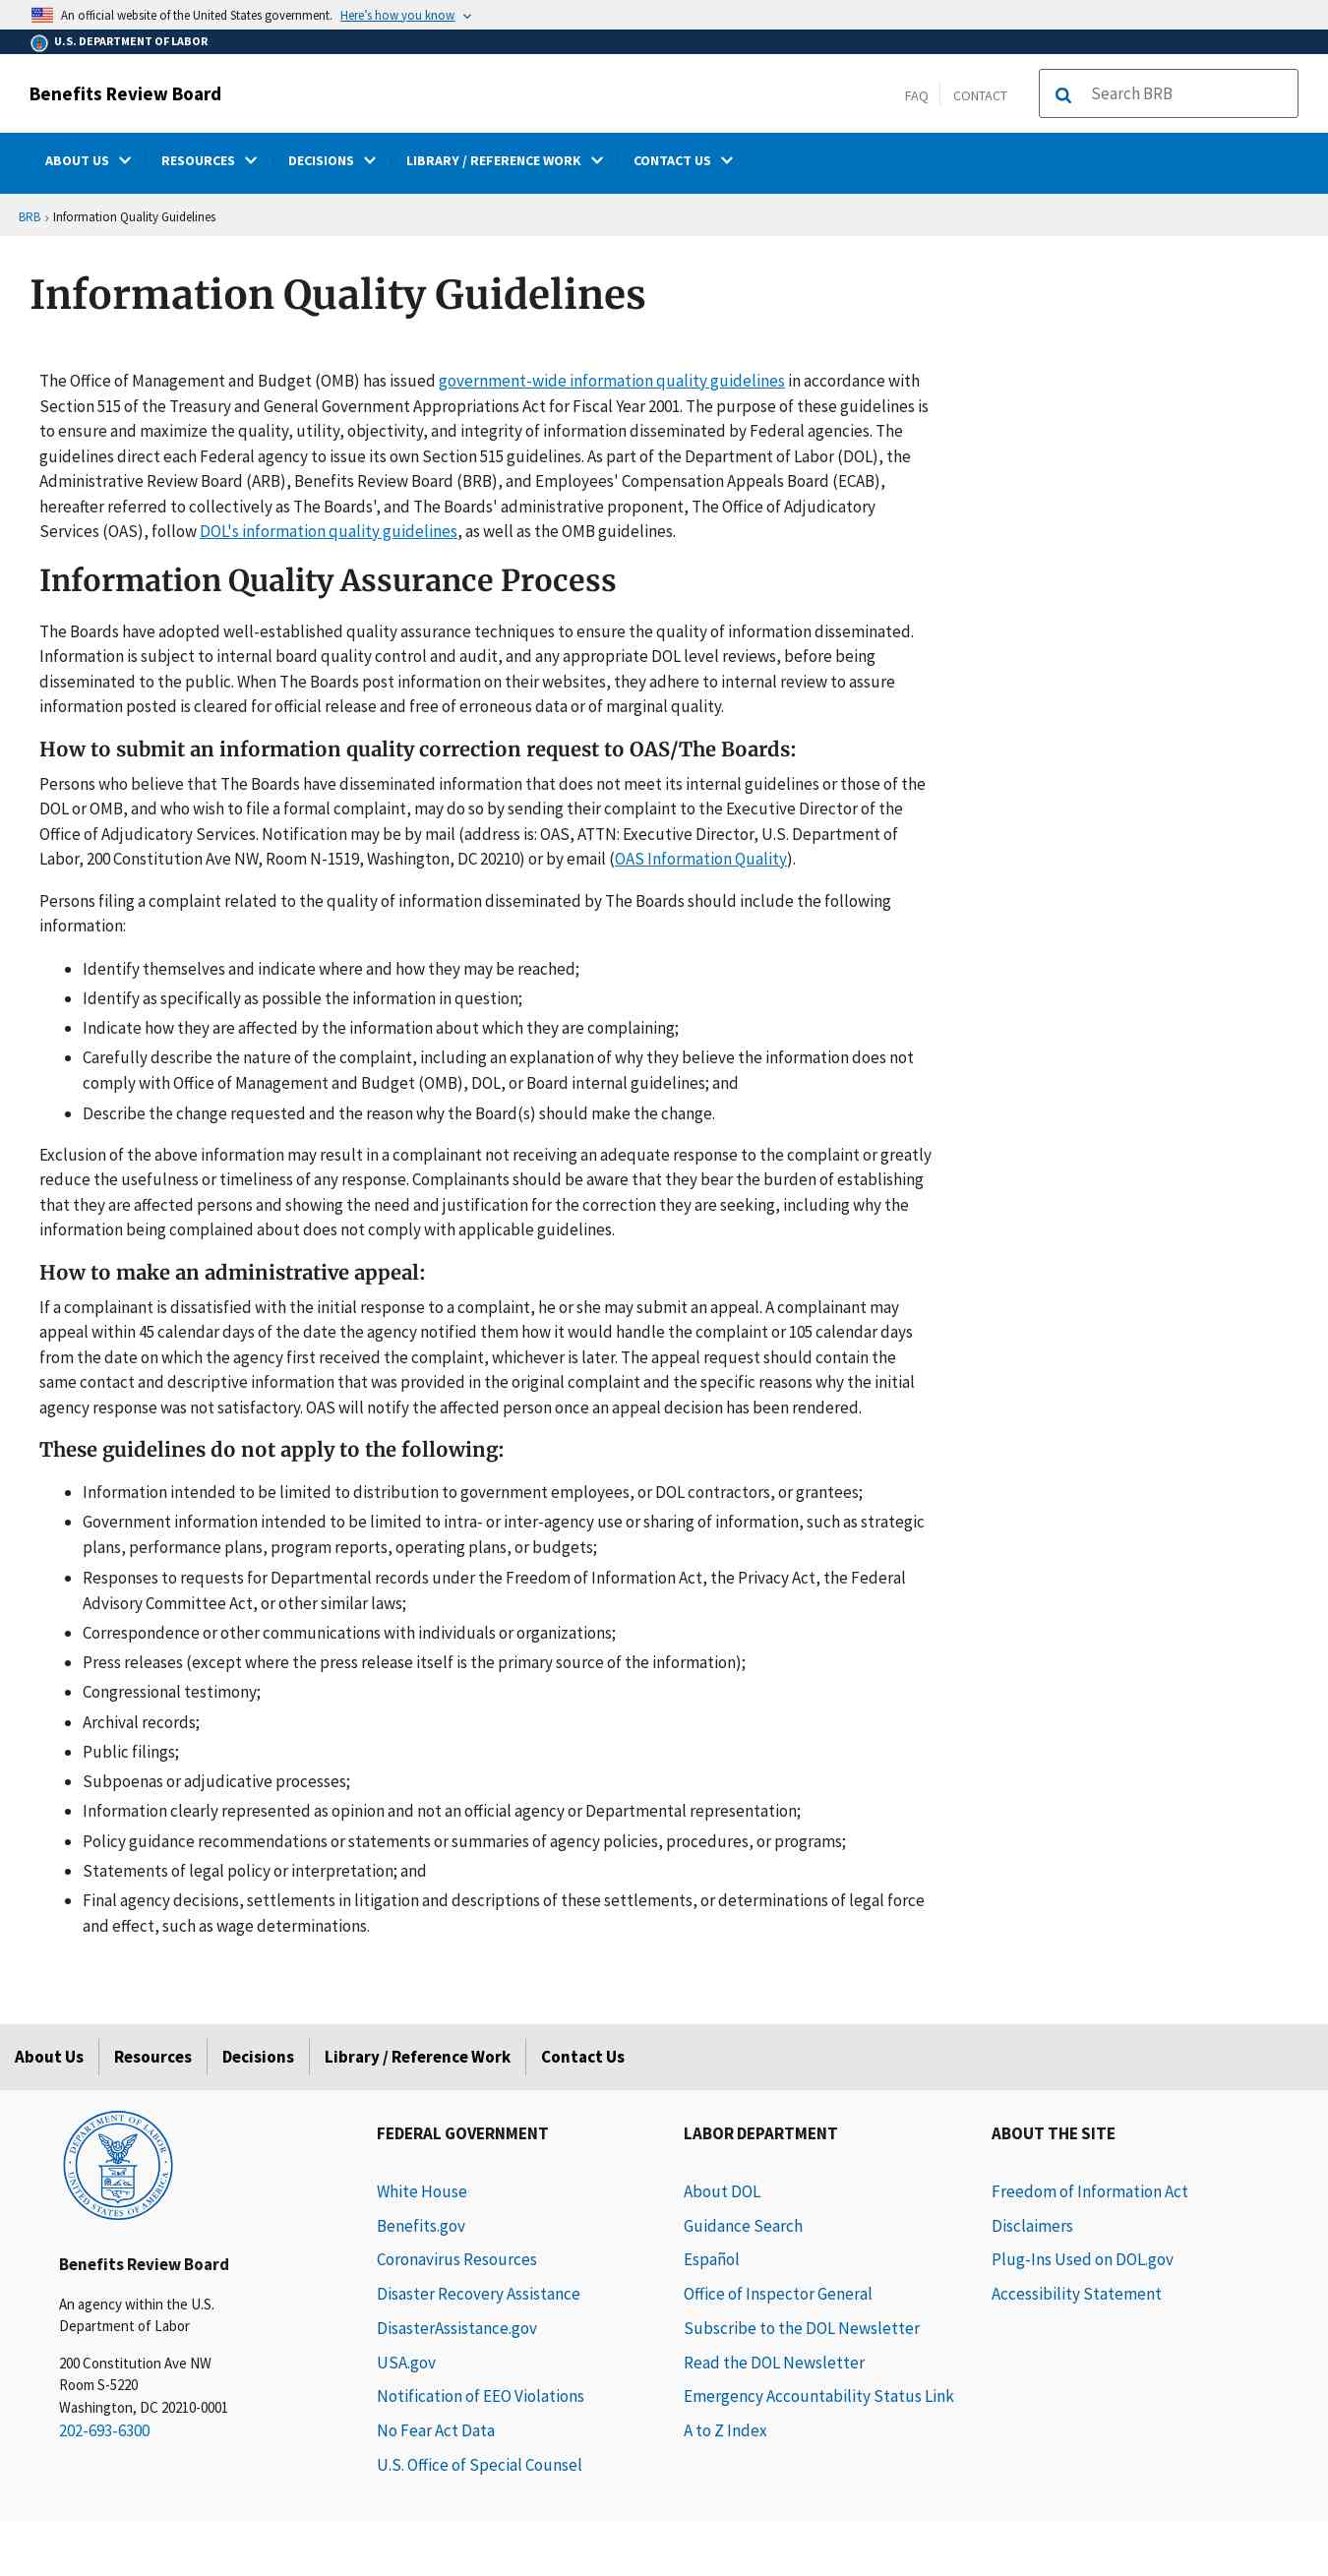 An official website of the United States government. Here's how you know
U.S. DEPARTMENT OF LABOR
Benefits Review Board
FAQ
CONTACT
Search BRB
ABOUT US
RESOURCES
DECISIONS
LIBRARY / REFERENCE WORK
CONTACT US
BRB › Information Quality Guidelines
Information Quality Guidelines
The Office of Management and Budget (OMB) has issued government-wide information quality guidelines in accordance with
Section 515 of the Treasury and General Government Appropriations Act for Fiscal Year 2001. The purpose of these guidelines is
to ensure and maximize the quality, utility, objectivity, and integrity of information disseminated by Federal agencies. The
guidelines direct each Federal agency to issue its own Section 515 guidelines. As part of the Department of Labor (DOL), the
Administrative Review Board (ARB), Benefits Review Board (BRB), and Employees' Compensation Appeals Board (ECAB),
hereafter referred to collectively as The Boards', and The Boards' administrative proponent, The Office of Adjudicatory
Services (OAS), follow DOL's information quality guidelines, as well as the OMB guidelines.
Information Quality Assurance Process
The Boards have adopted well-established quality assurance techniques to ensure the quality of information disseminated.
Information is subject to internal board quality control and audit, and any appropriate DOL level reviews, before being
disseminated to the public. When The Boards post information on their websites, they adhere to internal review to assure
information posted is cleared for official release and free of erroneous data or of marginal quality.
How to submit an information quality correction request to OAS/The Boards:
Persons who believe that The Boards have disseminated information that does not meet its internal guidelines or those of the
DOL or OMB, and who wish to file a formal complaint, may do so by sending their complaint to the Executive Director of the
Office of Adjudicatory Services. Notification may be by mail (address is: OAS, ATTN: Executive Director, U.S. Department of
Labor, 200 Constitution Ave NW, Room N-1519, Washington, DC 20210) or by email (OAS Information Quality).
Persons filing a complaint related to the quality of information disseminated by The Boards should include the following
information:
• Identify themselves and indicate where and how they may be reached;
• Identify as specifically as possible the information in question;
• Indicate how they are affected by the information about which they are complaining;
• Carefully describe the nature of the complaint, including an explanation of why they believe the information does not
comply with Office of Management and Budget (OMB), DOL, or Board internal guidelines; and
• Describe the change requested and the reason why the Board(s) should make the change.
Exclusion of the above information may result in a complainant not receiving an adequate response to the complaint or greatly
reduce the usefulness or timeliness of any response. Complainants should be aware that they bear the burden of establishing
that they are affected persons and showing the need and justification for the correction they are seeking, including why the
information being complained about does not comply with applicable guidelines.
How to make an administrative appeal:
If a complainant is dissatisfied with the initial response to a complaint, he or she may submit an appeal. A complainant may
appeal within 45 calendar days of the date the agency notified them how it would handle the complaint or 105 calendar days
from the date on which the agency first received the complaint, whichever is later. The appeal request should contain the
same contact and descriptive information that was provided in the original complaint and the specific reasons why the initial
agency response was not satisfactory. OAS will notify the affected person once an appeal decision has been rendered.
These guidelines do not apply to the following:
• Information intended to be limited to distribution to government employees, or DOL contractors, or grantees;
• Government information intended to be limited to intra- or inter-agency use or sharing of information, such as strategic
plans, performance plans, program reports, operating plans, or budgets;
• Responses to requests for Departmental records under the Freedom of Information Act, the Privacy Act, the Federal
Advisory Committee Act, or other similar laws;
• Correspondence or other communications with individuals or organizations;
• Press releases (except where the press release itself is the primary source of the information);
• Congressional testimony;
• Archival records;
• Public filings;
• Subpoenas or adjudicative processes;
• Information clearly represented as opinion and not an official agency or Departmental representation;
• Policy guidance recommendations or statements or summaries of agency policies, procedures, or programs;
• Statements of legal policy or interpretation; and
• Final agency decisions, settlements in litigation and descriptions of these settlements, or determinations of legal force
and effect, such as wage determinations.
About Us
Resources
Decisions
Library / Reference Work
Contact Us
DEPARTMENT OF LABOR
UNITED STATES OF AMERICA
Benefits Review Board
An agency within the U.S.
Department of Labor
200 Constitution Ave NW
Room S-5220
Washington, DC 20210-0001
202-693-6300
FEDERAL GOVERNMENT
White House
Benefits.gov
Coronavirus Resources
Disaster Recovery Assistance
DisasterAssistance.gov
USA.gov
Notification of EEO Violations
No Fear Act Data
U.S. Office of Special Counsel
LABOR DEPARTMENT
About DOL
Guidance Search
Español
Office of Inspector General
Subscribe to the DOL Newsletter
Read the DOL Newsletter
Emergency Accountability Status Link
A to Z Index
ABOUT THE SITE
Freedom of Information Act
Disclaimers
Plug-Ins Used on DOL.gov
Accessibility Statement